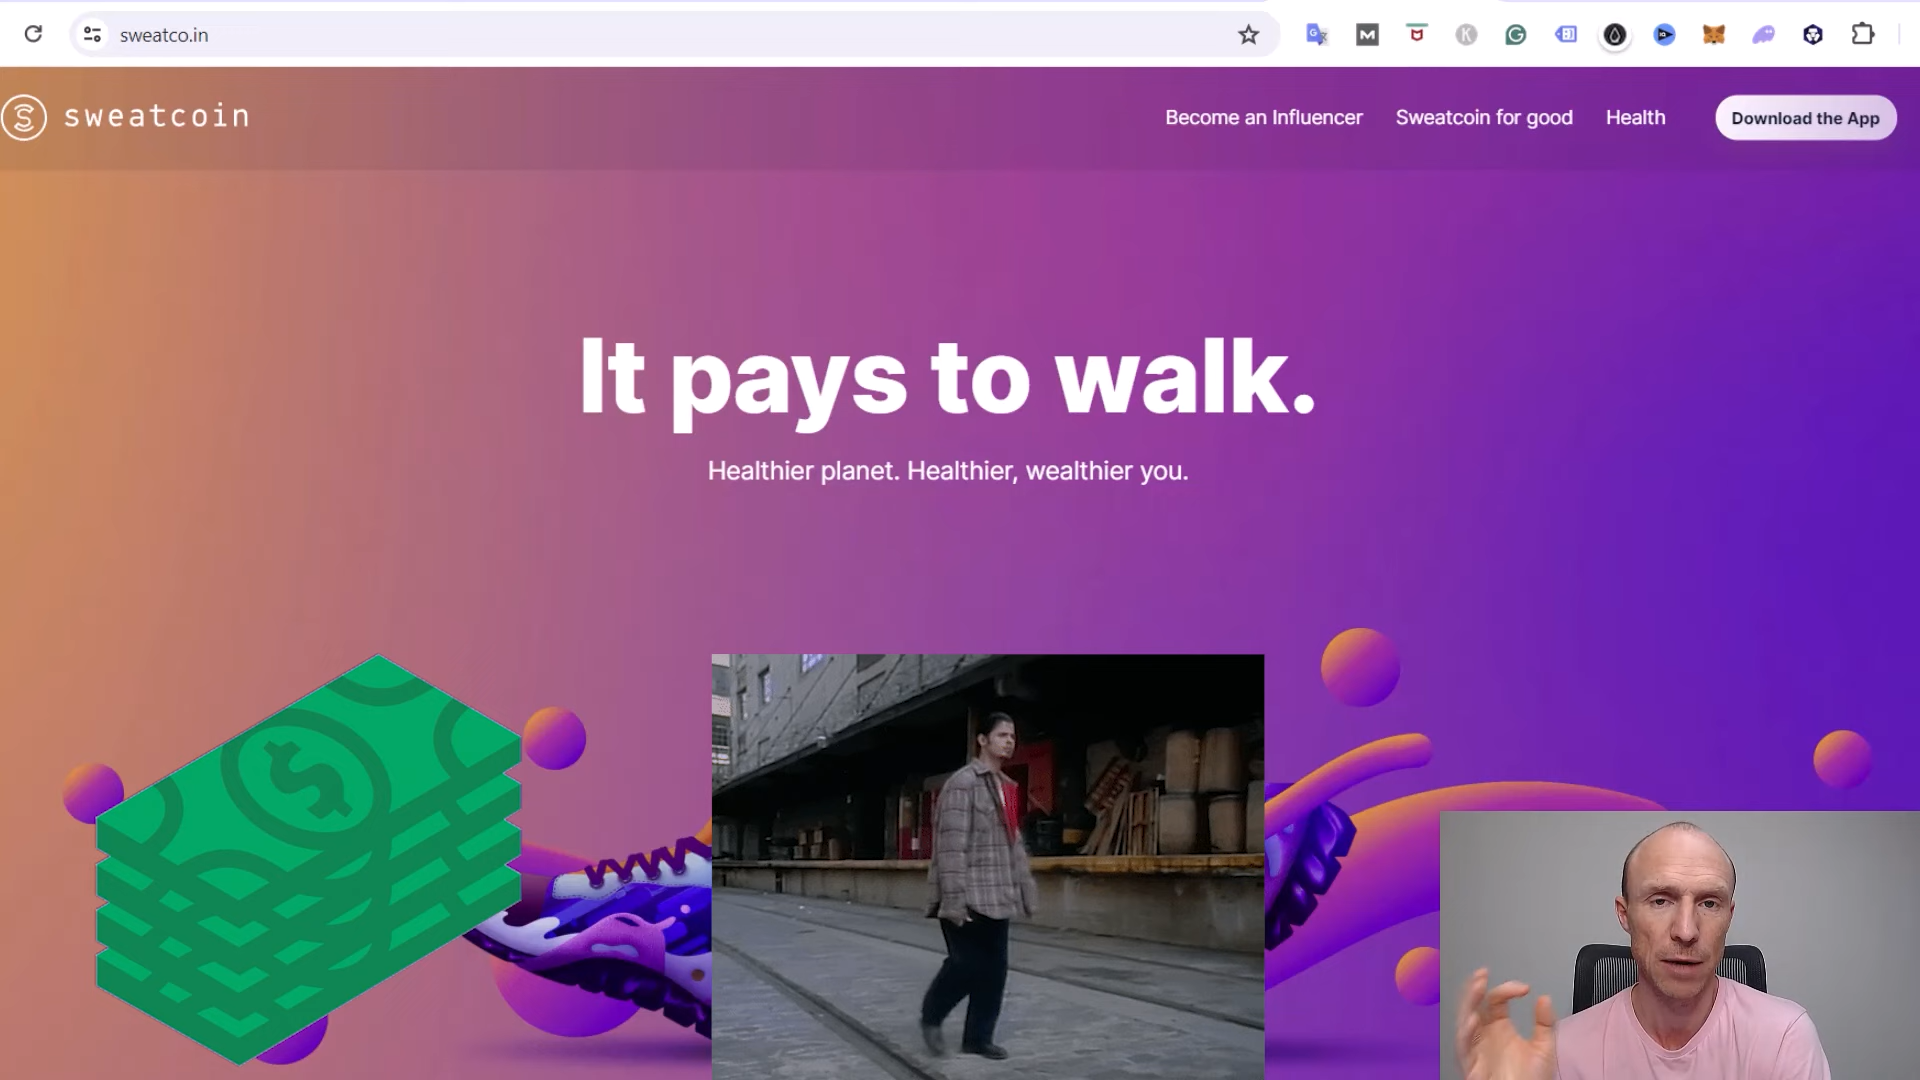 sweatco.in
sweatcoin
Become an Influencer
Sweatcoin for good
Health
Download the App
It pays to walk.
Healthier planet. Healthier, wealthier you.